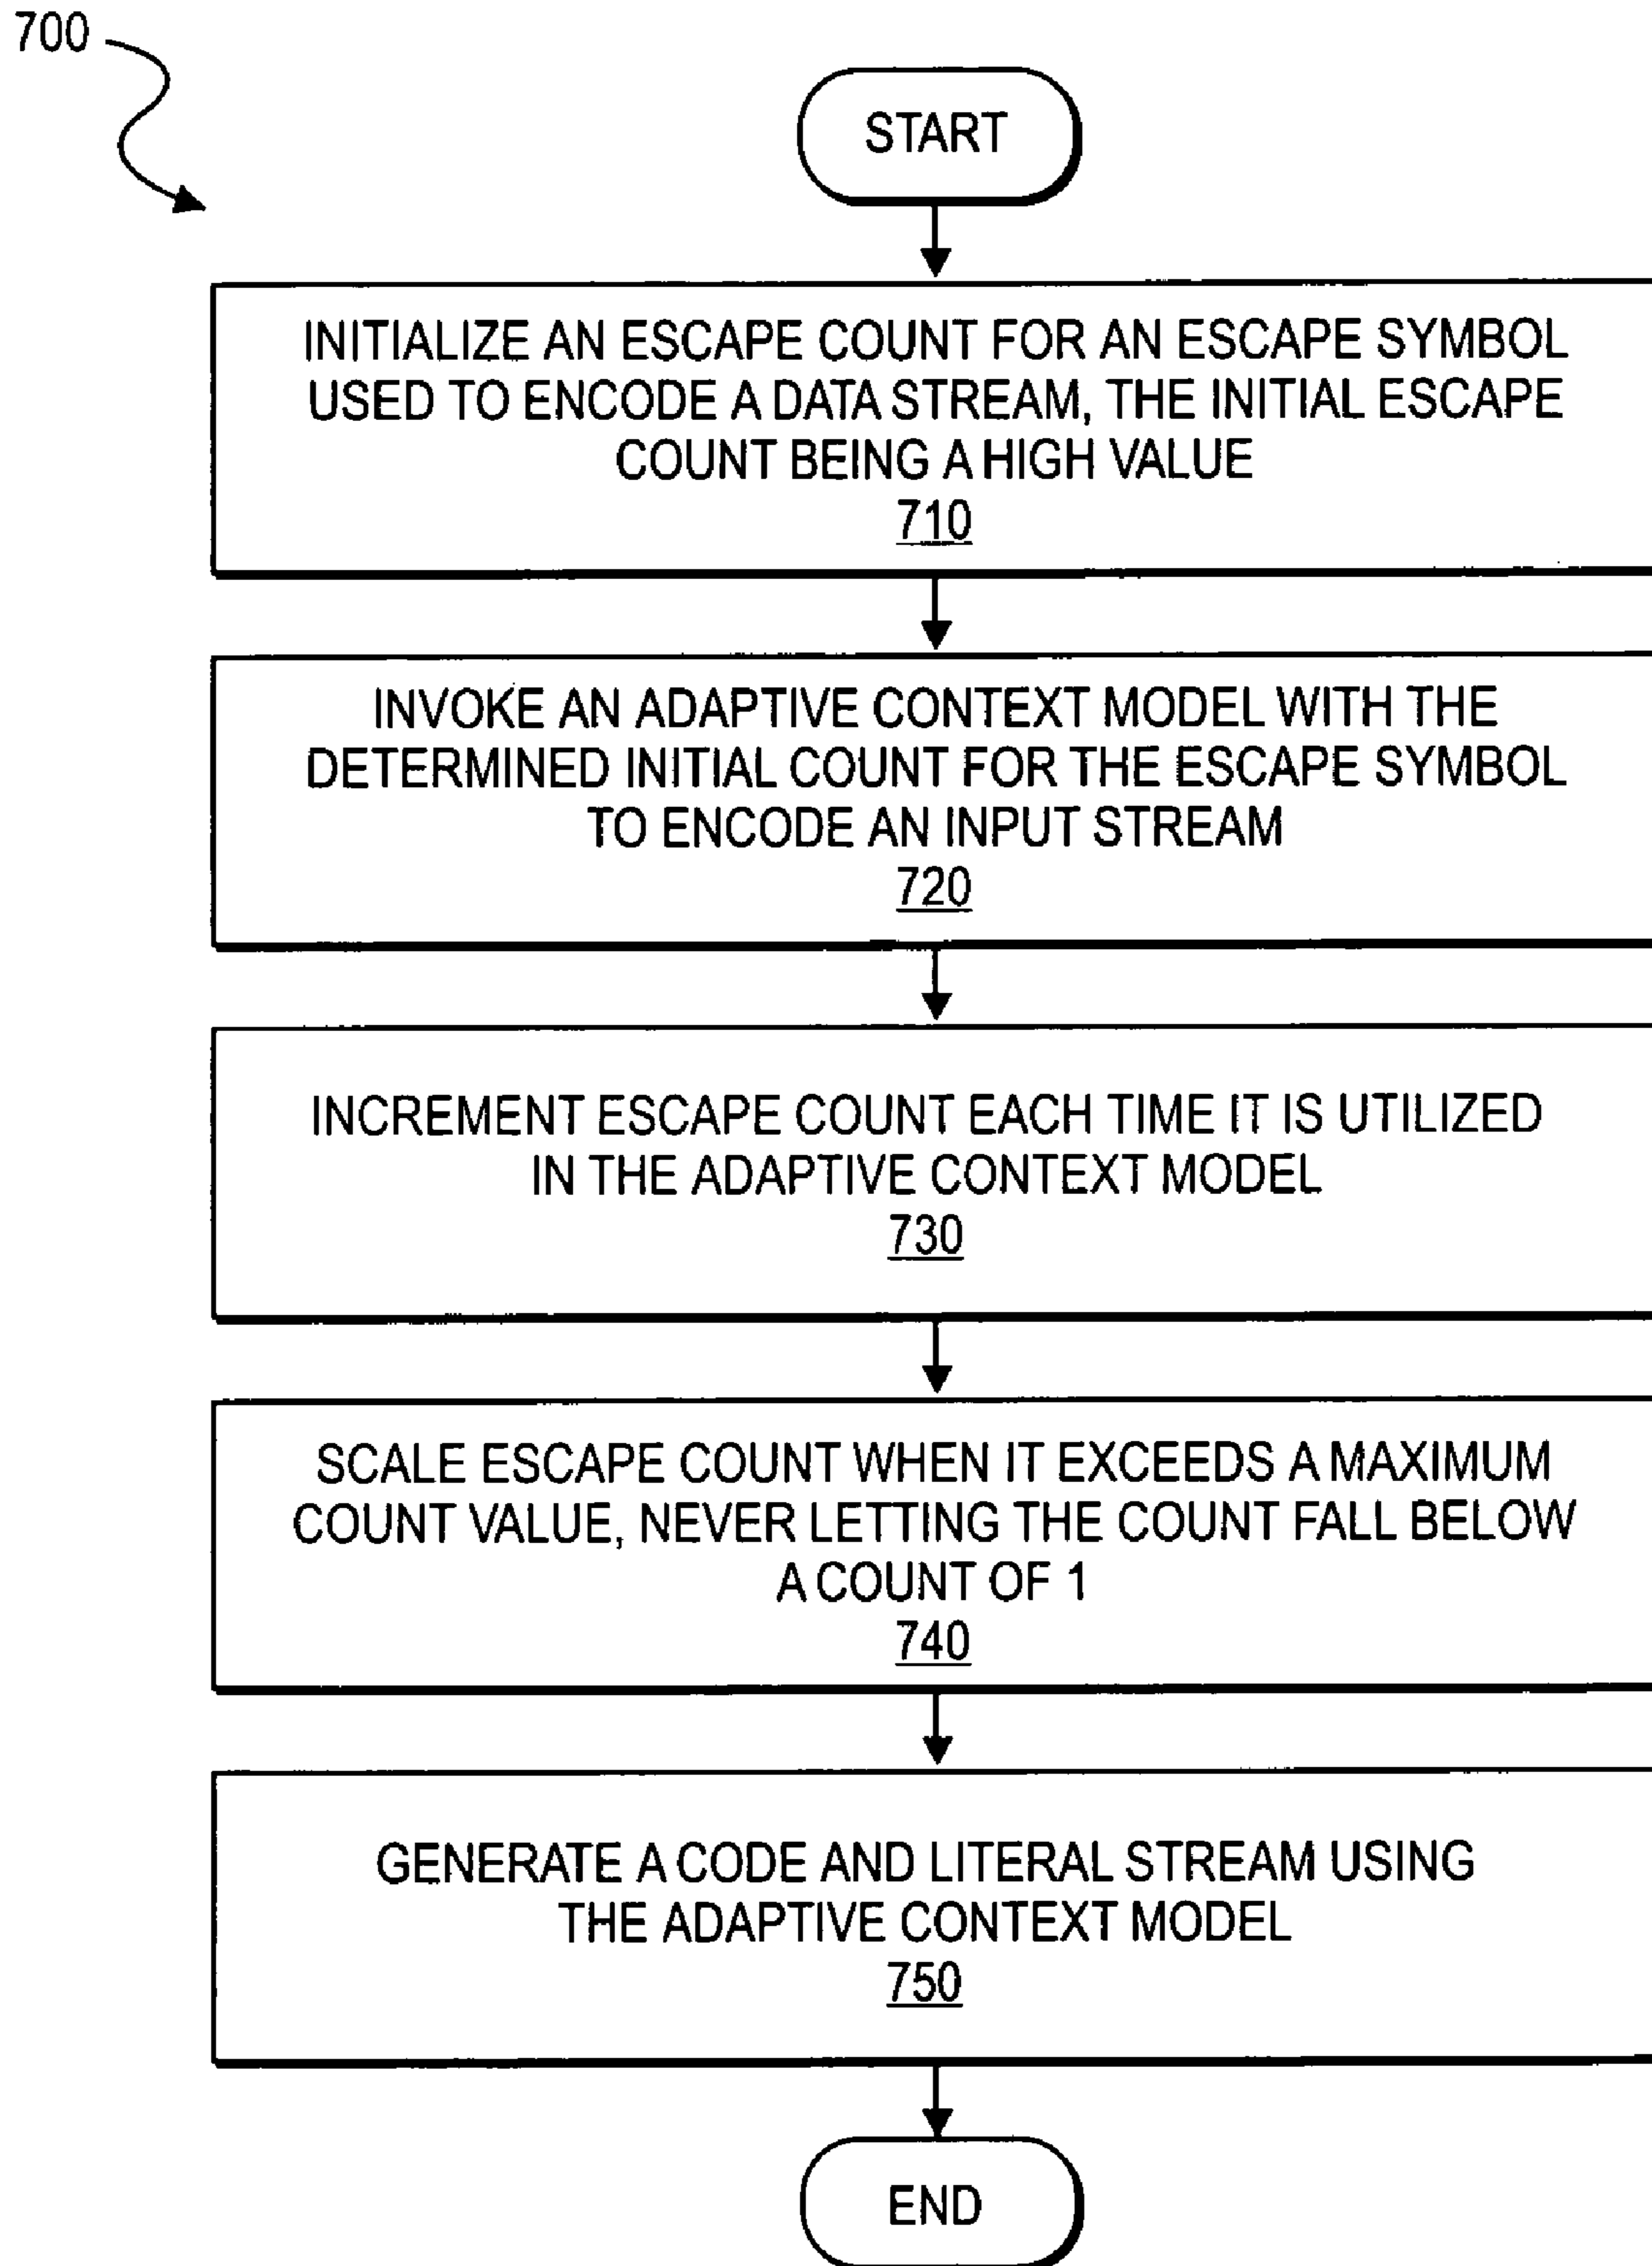 700
START
INITIALIZE AN ESCAPE COUNT FOR AN ESCAPE SYMBOL
USED TO ENCODE A DATA STREAM, THE INITIAL ESCAPE
COUNT BEING A HIGH VALUE
710
INVOKE AN ADAPTIVE CONTEXT MODEL WITH THE
DETERMINED INITIAL COUNT FOR THE ESCAPE SYMBOL
TO ENCODE AN INPUT STREAM
720
INCREMENT ESCAPE COUNT EACH TIME IT IS UTILIZED
IN THE ADAPTIVE CONTEXT MODEL
730
SCALE ESCAPE COUNT WHEN IT EXCEEDS A MAXIMUM
COUNT VALUE, NEVER LETTING THE COUNT FALL BELOW
A COUNT OF 1
740
GENERATE A CODE AND LITERAL STREAM USING
THE ADAPTIVE CONTEXT MODEL
750
END